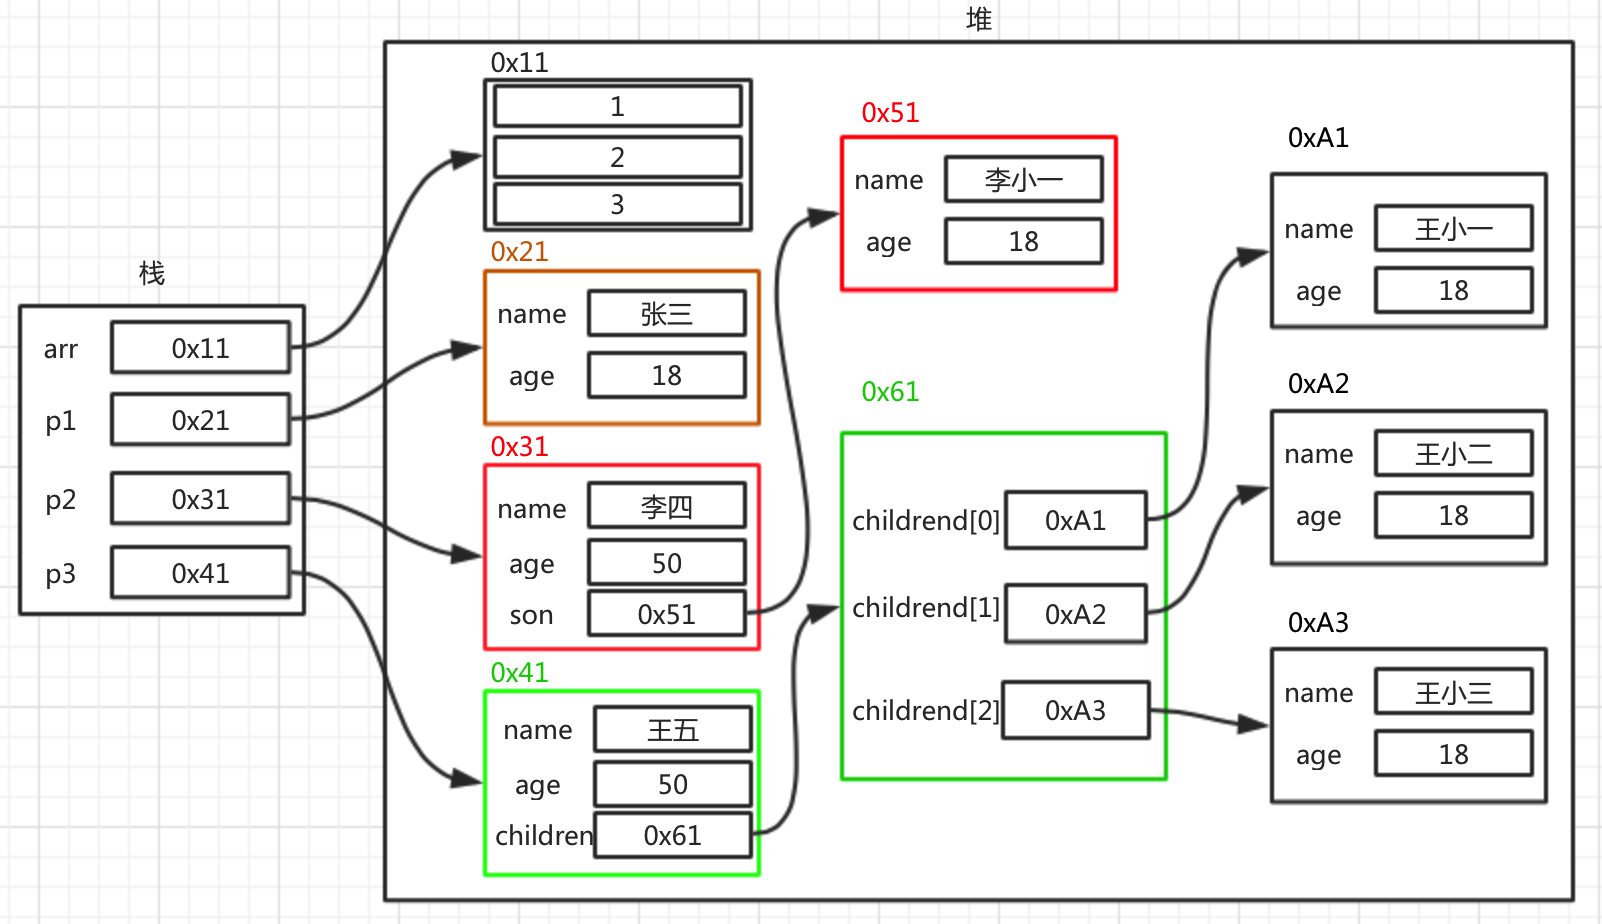 堆
栈
arr 0x11
p1 0x21
p2 0x31
p3 0x41
0x11
1
2
3
0x21
name 张三
age 18
0x31
name 李四
age 50
son 0x51
0x41
name 王五
age 50
children 0x61
0x51
name 李小一
age 18
0x61
childrend[0] 0xA1
childrend[1] 0xA2
childrend[2] 0xA3
0xA1
name 王小一
age 18
0xA2
name 王小二
age 18
0xA3
name 王小三
age 18